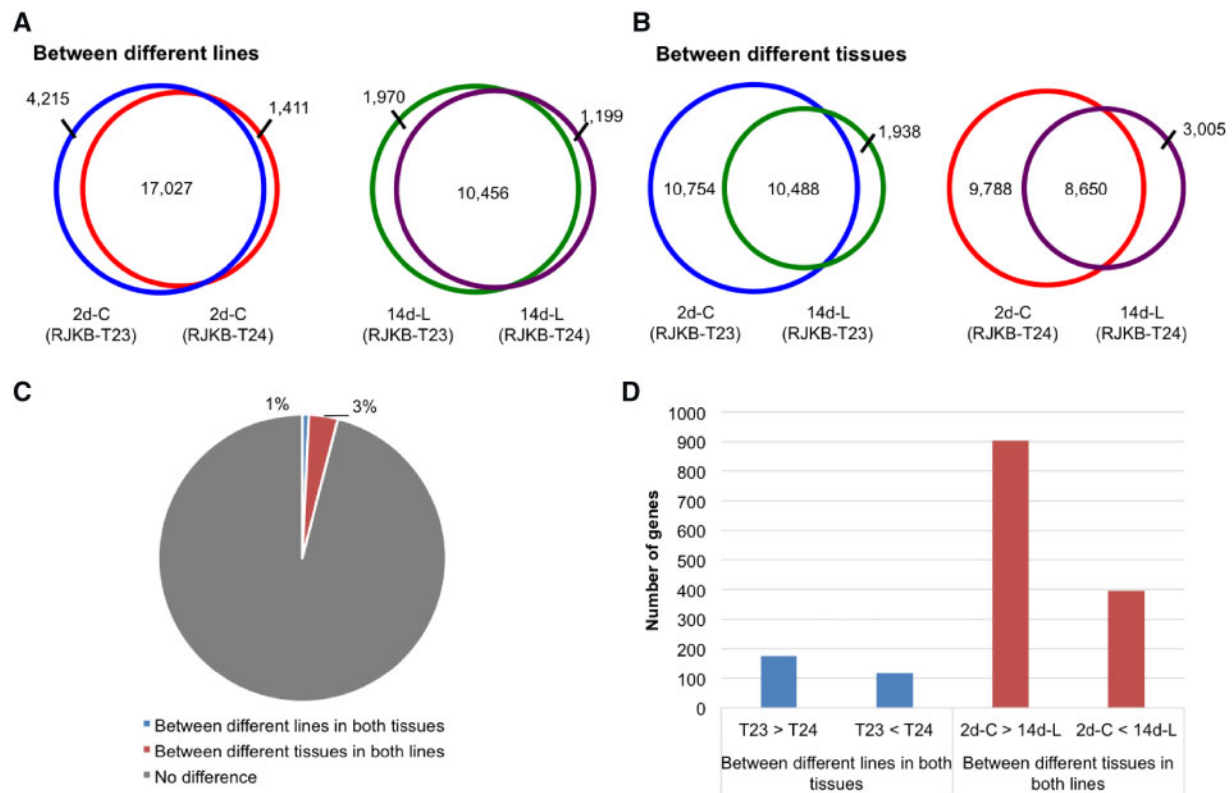 A
Between different lines
4,215
1,411
17,027
2d-C
(RJKB-T23)
2d-C
(RJKB-T24)
1,970
1,199
10,456
14d-L
(RJKB-T23)
14d-L
(RJKB-T24)
B
Between different tissues
10,754
10,488
1,938
2d-C
(RJKB-T23)
14d-L
(RJKB-T23)
9,788
8,650
3,005
2d-C
(RJKB-T24)
14d-L
(RJKB-T24)
C
1%
3%
Between different lines in both tissues
Between different tissues in both lines
No difference
D
Number of genes
1000
900
800
700
600
500
400
300
200
100
0
T23 > T24
T23 < T24
2d-C > 14d-L
2d-C < 14d-L
Between different lines in both
tissues
Between different tissues in
both lines